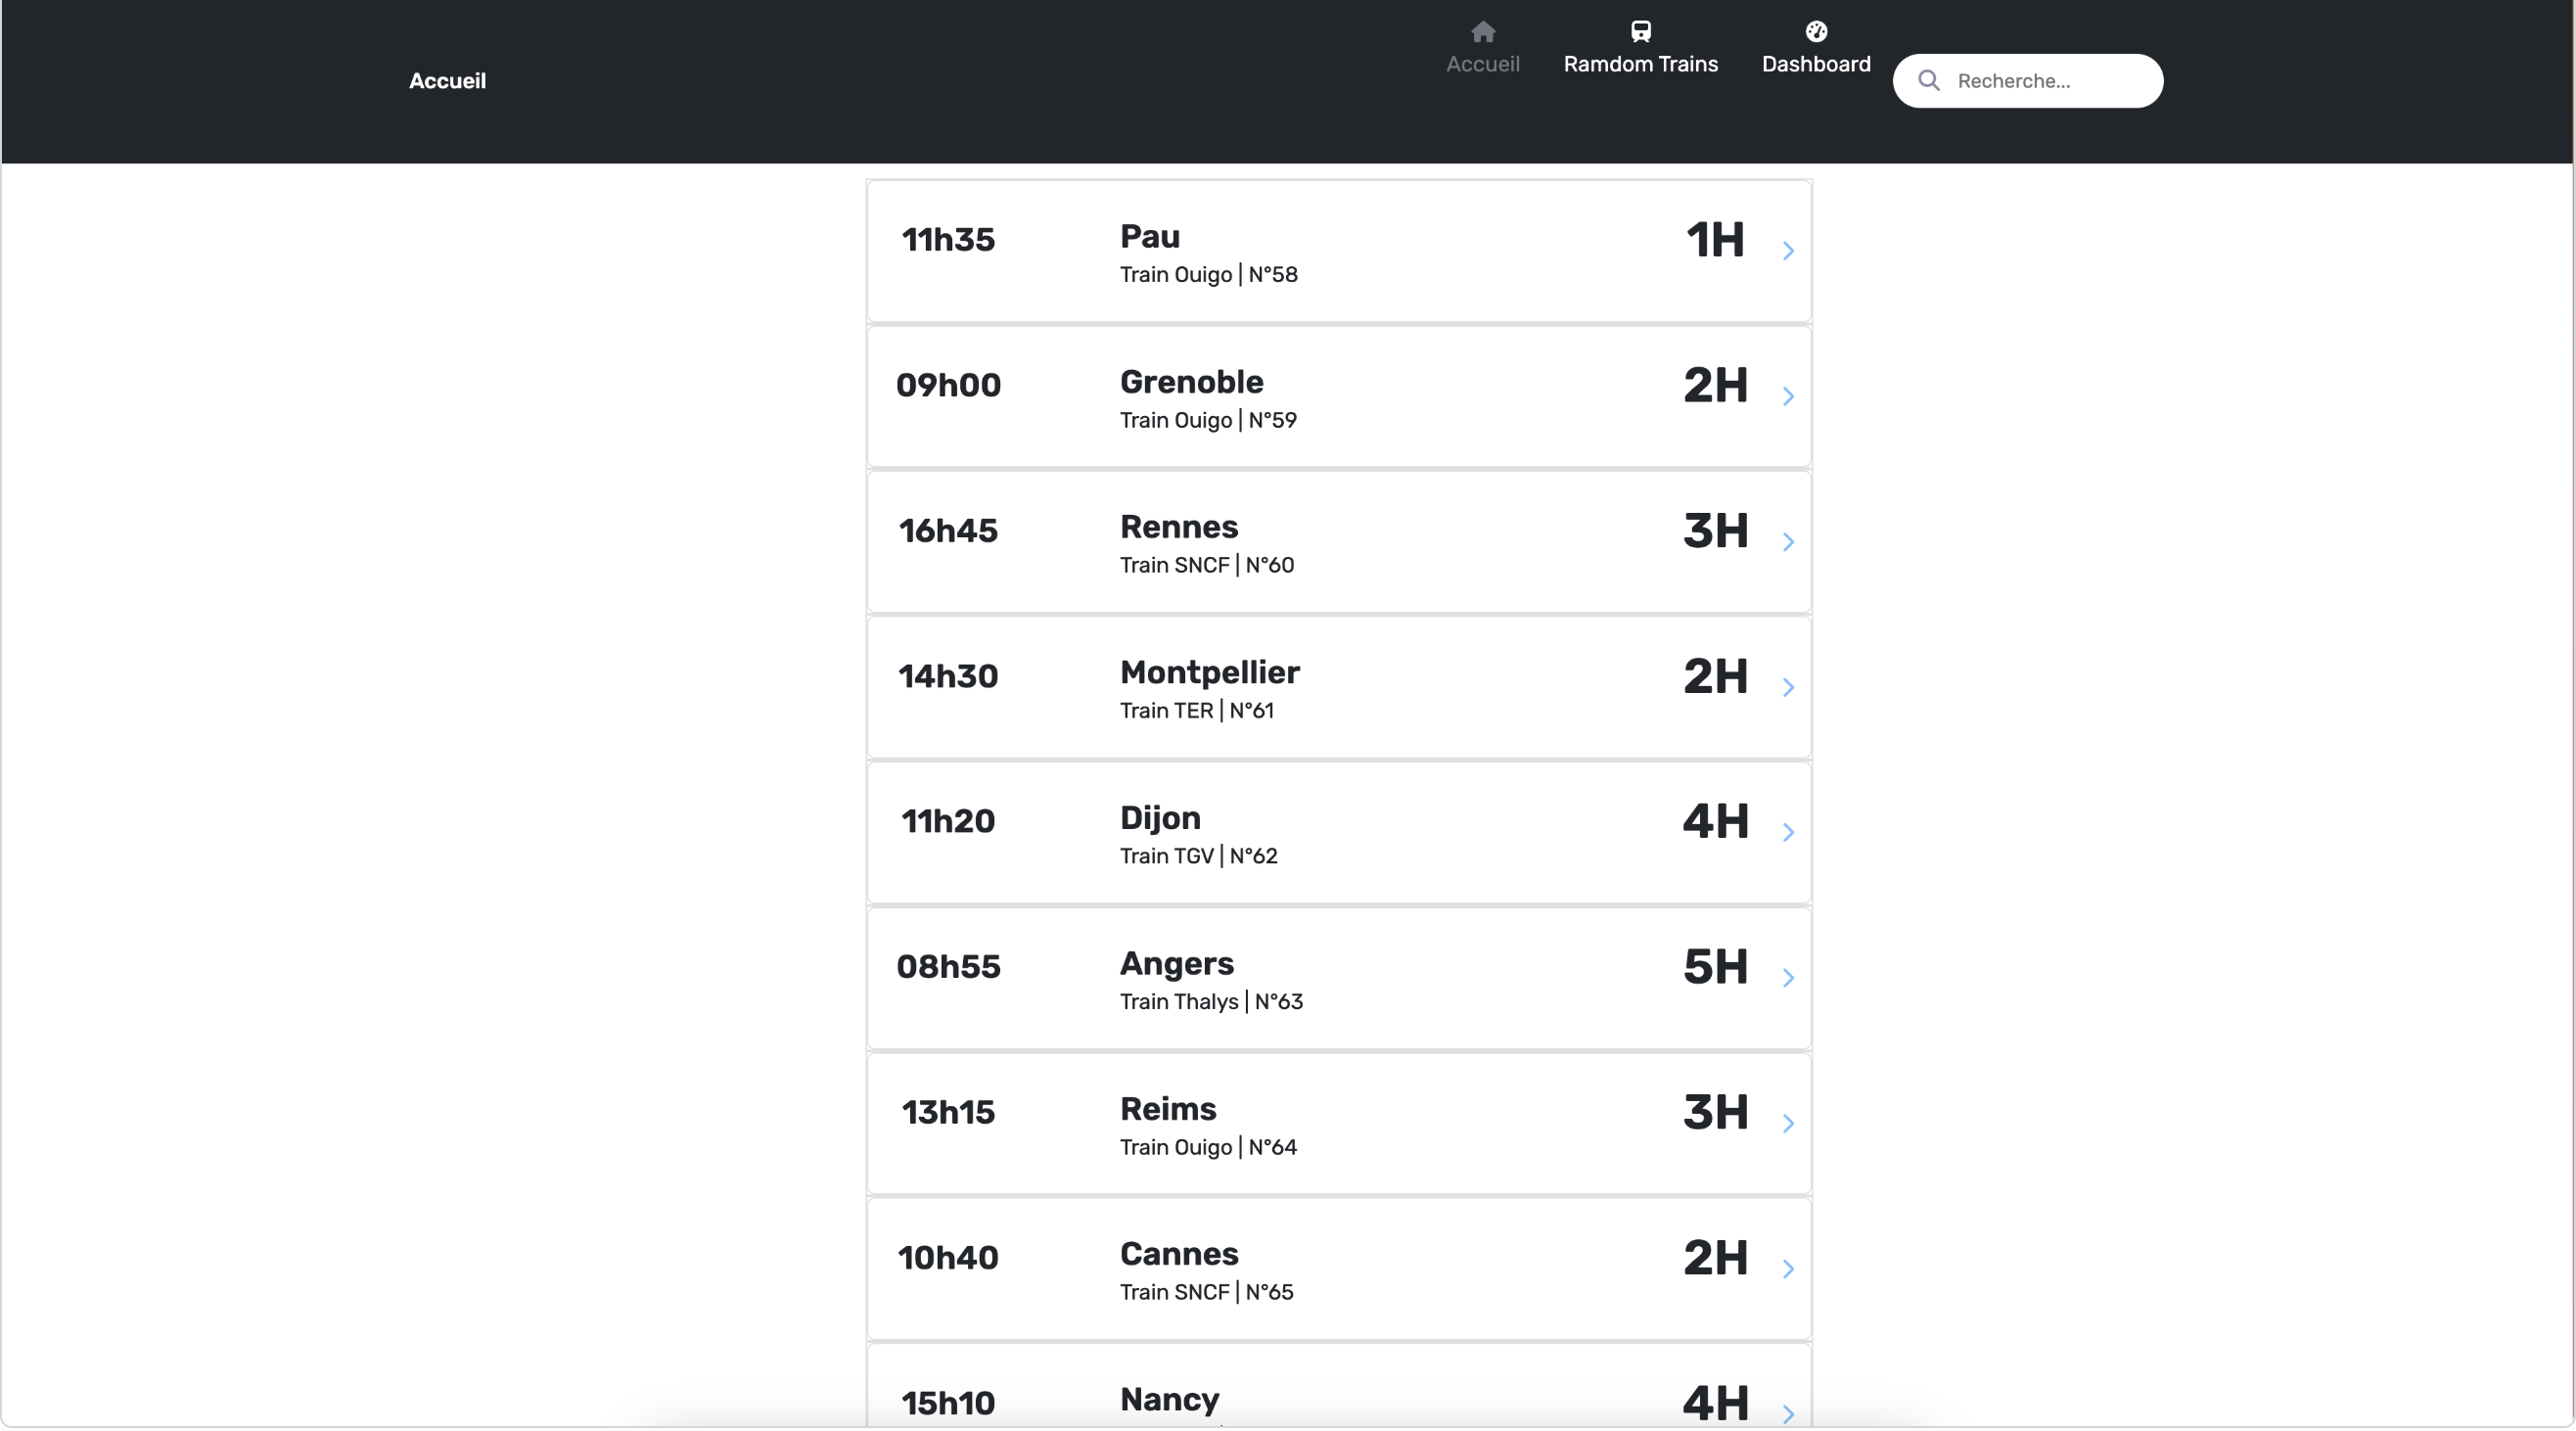 Accueil
Accueil
Ramdom Trains
Dashboard
Recherche...
11h35
Pau
Train Ouigo | N°58
1H
09h00
Grenoble
Train Ouigo | N°59
2H
16h45
Rennes
Train SNCF | N°60
3H
14h30
Montpellier
Train TER | N°61
2H
11h20
Dijon
Train TGV | N°62
4H
08h55
Angers
Train Thalys | N°63
5H
13h15
Reims
Train Ouigo | N°64
3H
10h40
Cannes
Train SNCF | N°65
2H
15h10
Nancy
4H